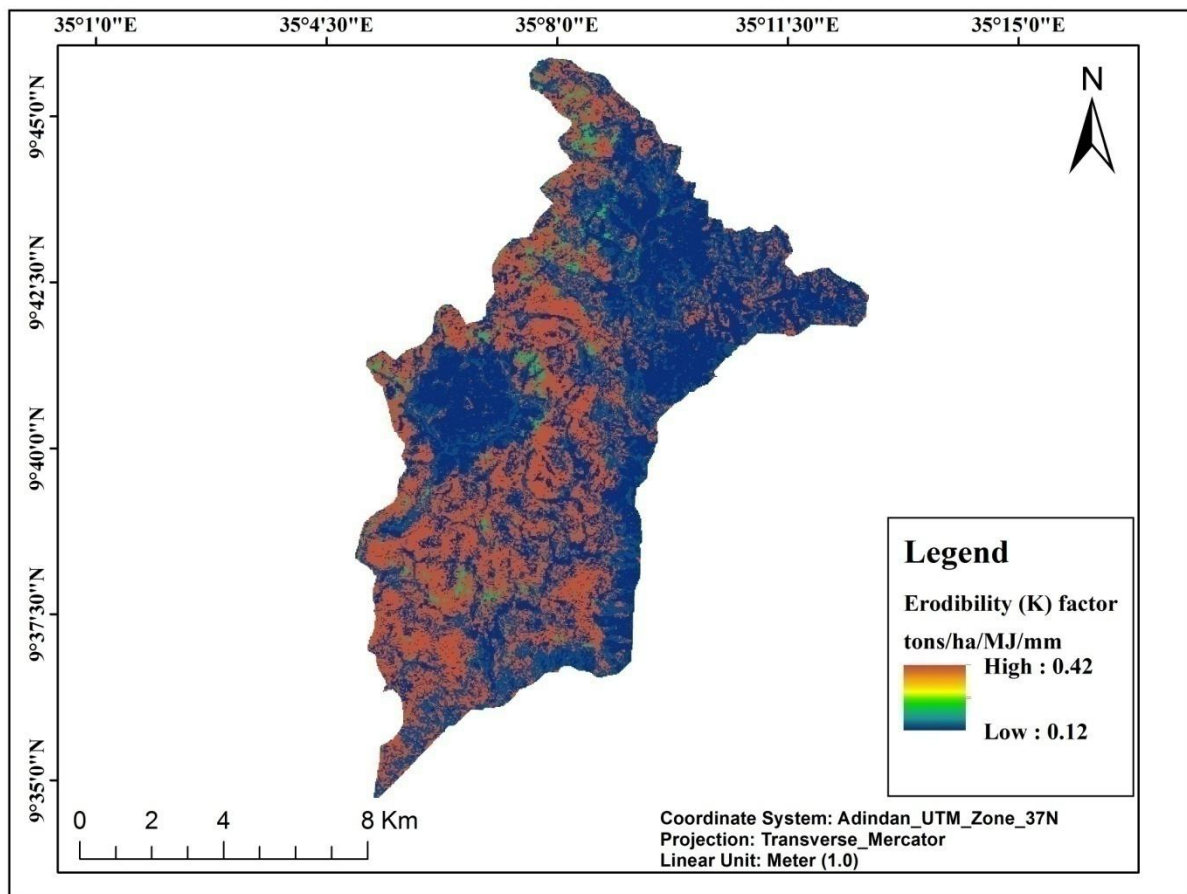 35°1'0"E 35°4'30"E 35°8'0"E 35°11'30"E 35°15'0"E
N
9°45'0"N
9°42'30"N
9°40'0"N
9°37'30"N
9°35'0"N
Legend
Erodibility (K) factor
tons/ha/MJ/mm
High : 0.42
Low : 0.12
0 2 4 8 Km
Coordinate System: Adindan_UTM_Zone_37N
Projection: Transverse_Mercator
Linear Unit: Meter (1.0)